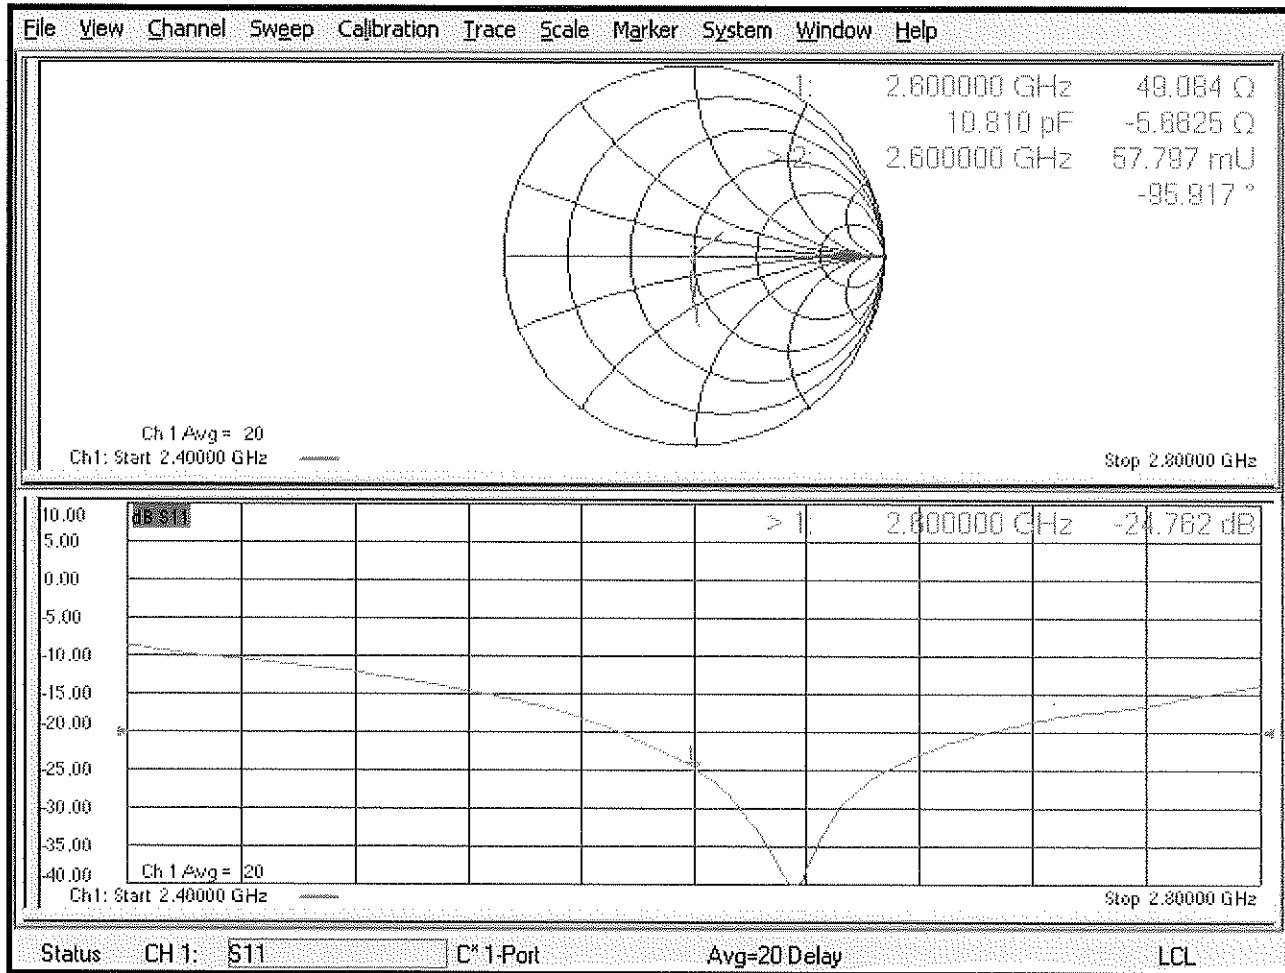 File View Channel Sweep Calibration Trace Scale Marker System Window Help
1: 2.600000 GHz 49.084 Ω
10.810 pF -5.6625 Ω
> 2: 2.600000 GHz 57.797 mU
-95.917 °
Ch 1 Avg = 20
Ch1: Start 2.40000 GHz Stop 2.80000 GHz
10.00 dB S11 > 1: 2.600000 GHz -24.762 dB
5.00
0.00
-5.00
-10.00
-15.00
-20.00
-25.00
-30.00
-35.00
-40.00 Ch 1 Avg = 20
Ch1: Start 2.40000 GHz Stop 2.80000 GHz
Status CH 1: S11 C* 1-Port Avg=20 Delay LCL